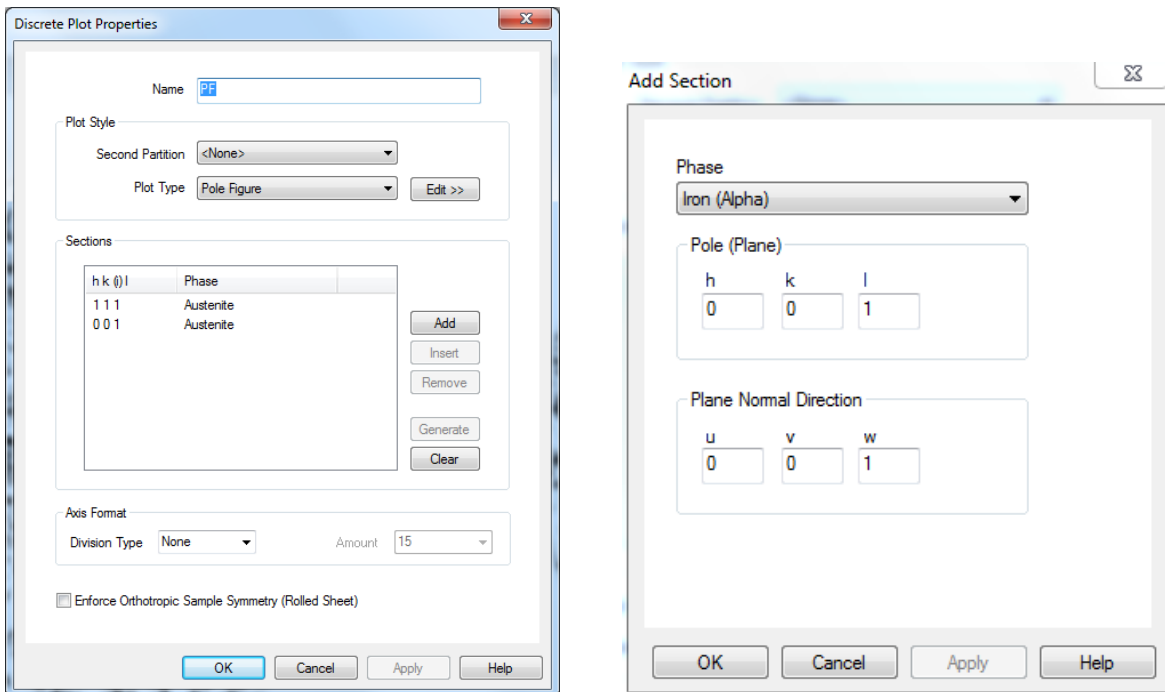 Discrete Plot Properties
Name PF
Plot Style
Second Partition <None>
Plot Type Pole Figure Edit >>
Sections
h k (i) l Phase
1 1 1 Austenite
0 0 1 Austenite
Add
Insert
Remove
Generate
Clear
Axis Format
Division Type None Amount 15
Enforce Orthotropic Sample Symmetry (Rolled Sheet)
OK Cancel Apply Help
Add Section
Phase
Iron (Alpha)
Pole (Plane)
h k l
0 0 1
Plane Normal Direction
u v w
0 0 1
OK Cancel Apply Help